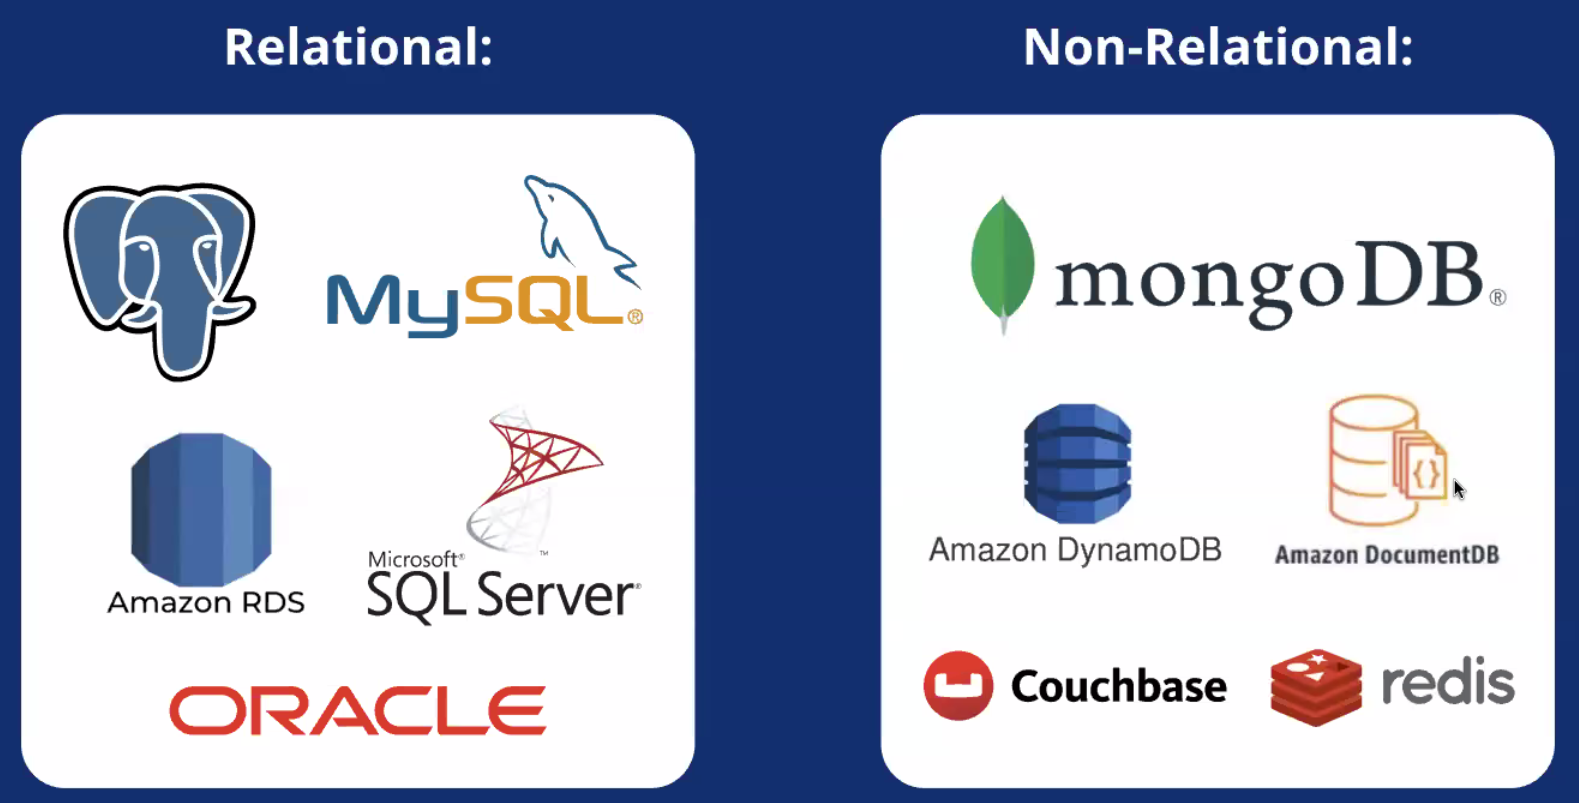 Relational:
Non-Relational:
MySQL®
Amazon RDS
Microsoft®
SQL Server®
ORACLE
mongoDB®
Amazon DynamoDB
Amazon DocumentDB
{}
Couchbase
redis